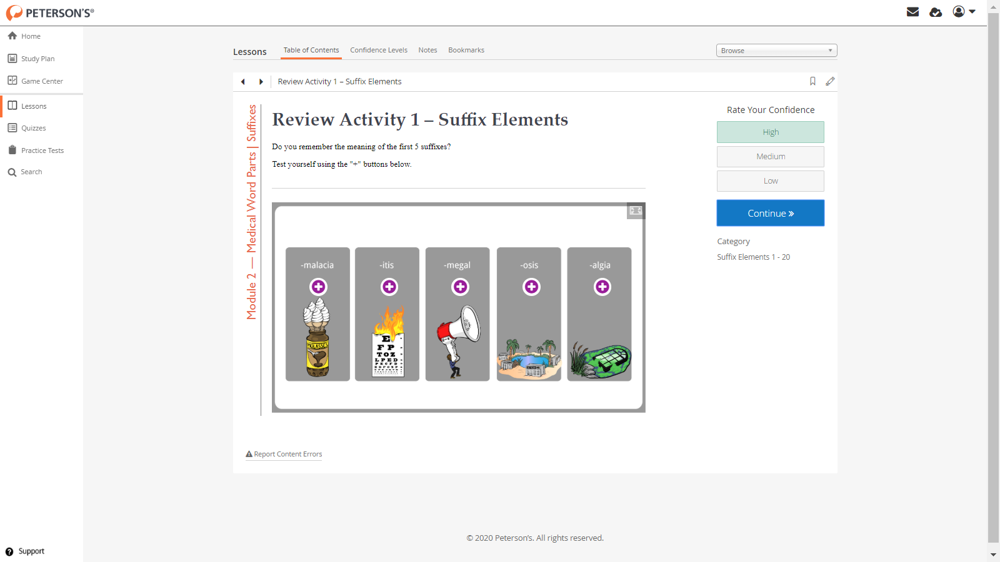 PETERSON'S®
Home
Study Plan
Game Center
Lessons
Quizzes
Practice Tests
Search
Support
Lessons
Table of Contents
Confidence Levels
Notes
Bookmarks
Browse
Review Activity 1 – Suffix Elements
Module 2 — Medical Word Parts | Suffixes
Review Activity 1 – Suffix Elements
Do you remember the meaning of the first 5 suffixes?
Test yourself using the "+" buttons below.
-malacia
-itis
-megal
-osis
-algia
MOLASSES
E
F P
T O Z
L P E D
P E C F D
Rate Your Confidence
High
Medium
Low
Continue »
Category
Suffix Elements 1 - 20
Report Content Errors
© 2020 Peterson's. All rights reserved.